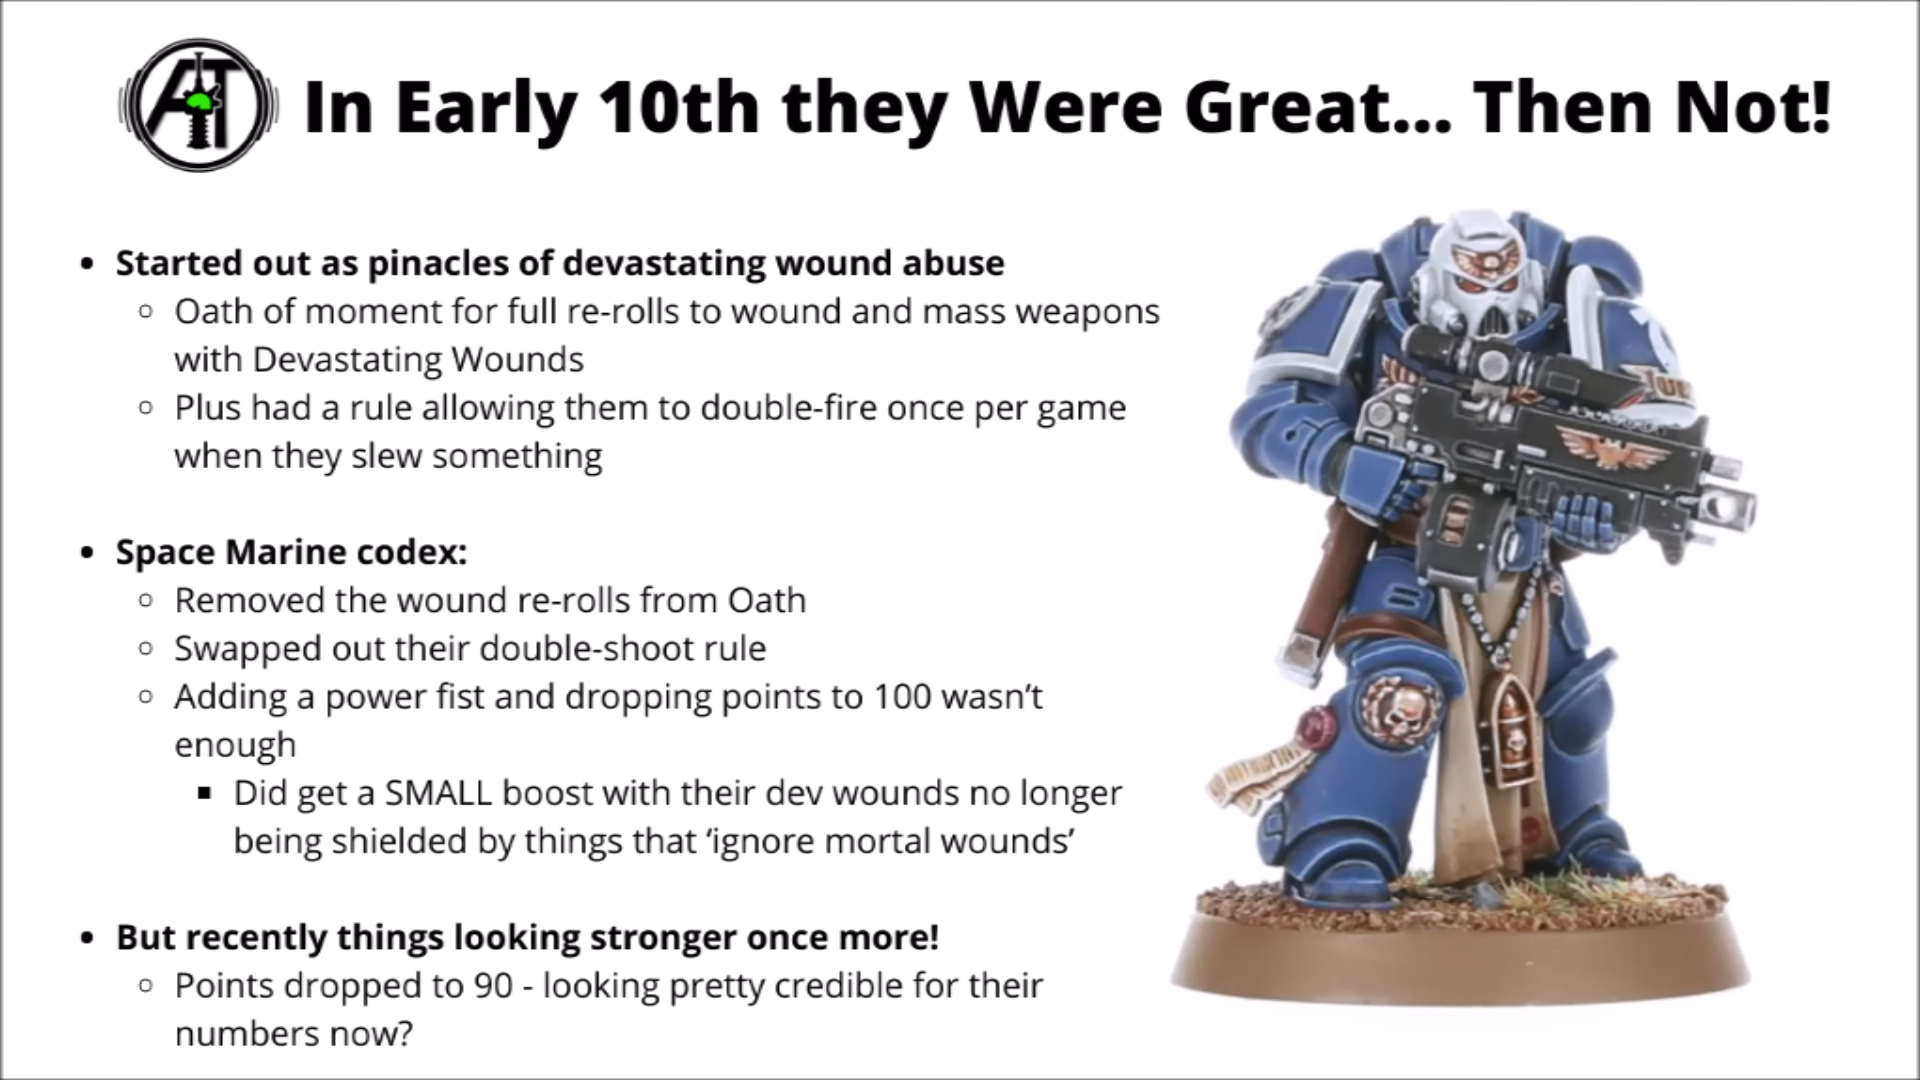 AT
In Early 10th they Were Great... Then Not!
• Started out as pinacles of devastating wound abuse
○ Oath of moment for full re-rolls to wound and mass weapons
with Devastating Wounds
○ Plus had a rule allowing them to double-fire once per game
when they slew something
• Space Marine codex:
○ Removed the wound re-rolls from Oath
○ Swapped out their double-shoot rule
○ Adding a power fist and dropping points to 100 wasn’t
enough
▪ Did get a SMALL boost with their dev wounds no longer
being shielded by things that ‘ignore mortal wounds’
• But recently things looking stronger once more!
○ Points dropped to 90 - looking pretty credible for their
numbers now?